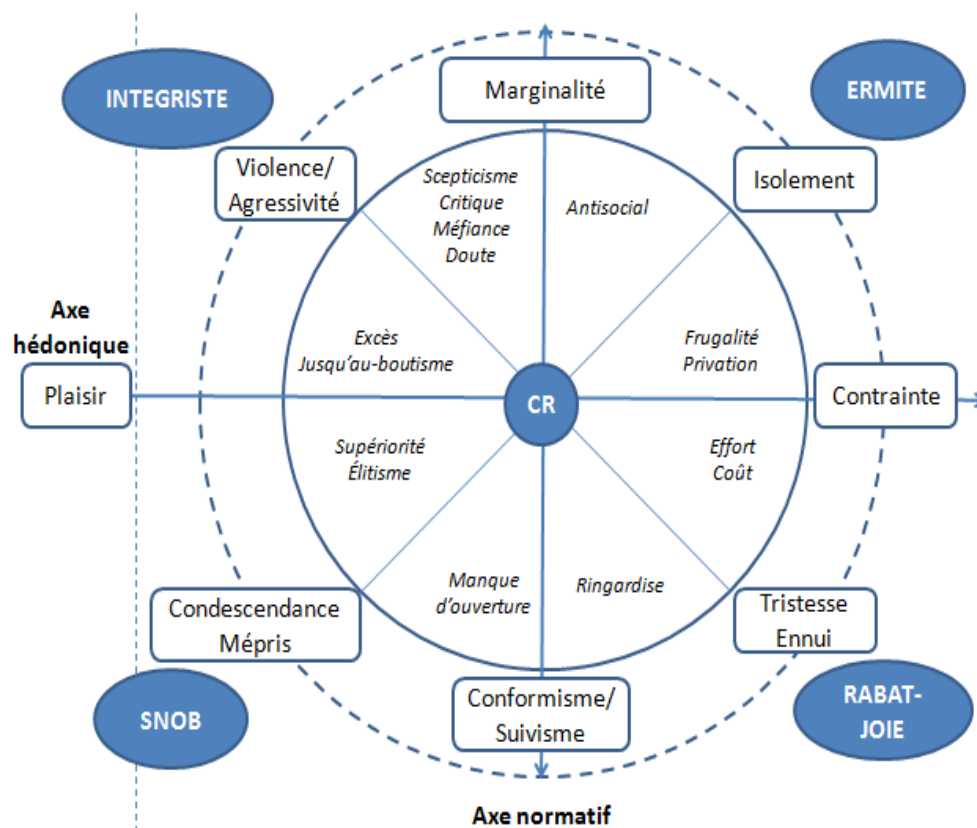 INTEGRISTE
Marginalité
ERMITE
Violence/
Agressivité
Scepticisme
Critique
Méfiance
Doute
Antisocial
Isolement
Axe
hédonique
Plaisir
Excès
Jusqu'au-boutisme
Frugalité
Privation
CR
Contrainte
Supériorité
Élitisme
Effort
Coût
Manque
d'ouverture
Ringardise
Condescendance
Mépris
Tristesse
Ennui
SNOB
Conformisme/
Suivisme
RABAT-
JOIE
Axe normatif